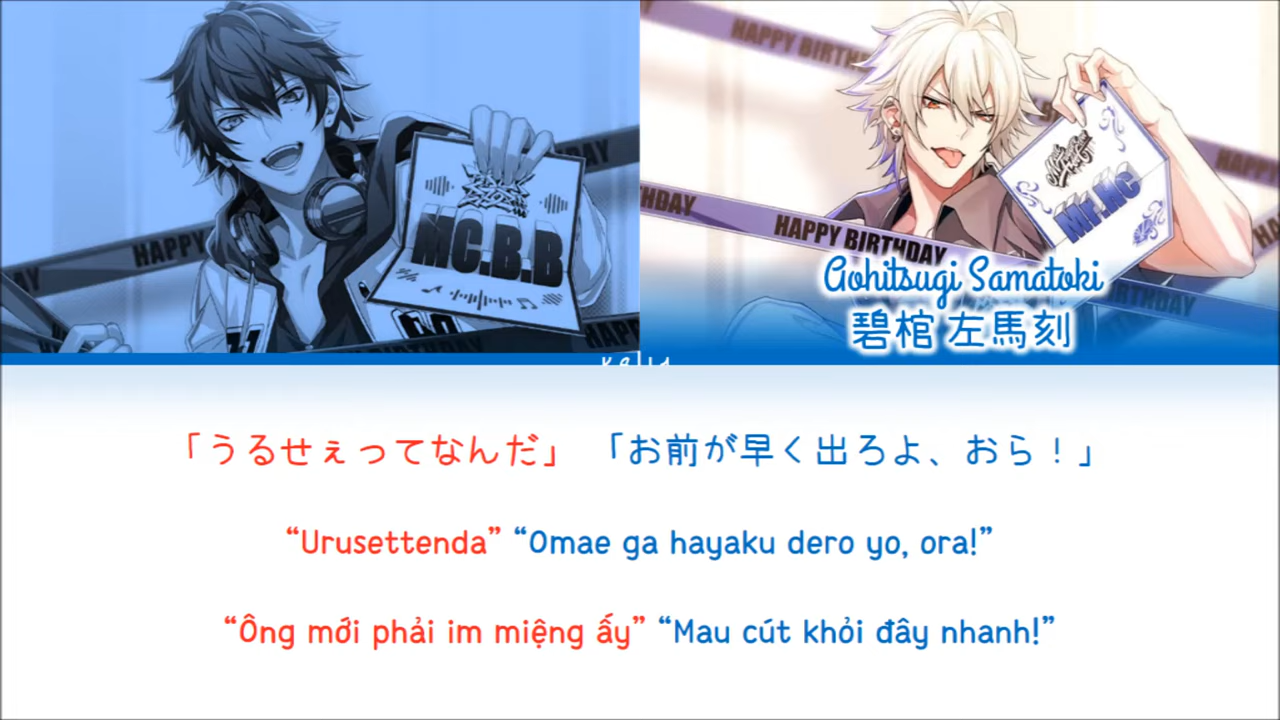 HAPPY BIRTHDAY
HAPPY
MC.B.B
HAPPY BIRTHDAY
HAPPY BIRTHDAY
Aohitsugi Samatoki
碧棺 左馬刻
「うるせぇってなんだ」 「お前が早く出ろよ、おら！」
“Urusettenda” “Omae ga hayaku dero yo, ora!”
“Ông mới phải im miệng ấy” “Mau cút khỏi đây nhanh!”